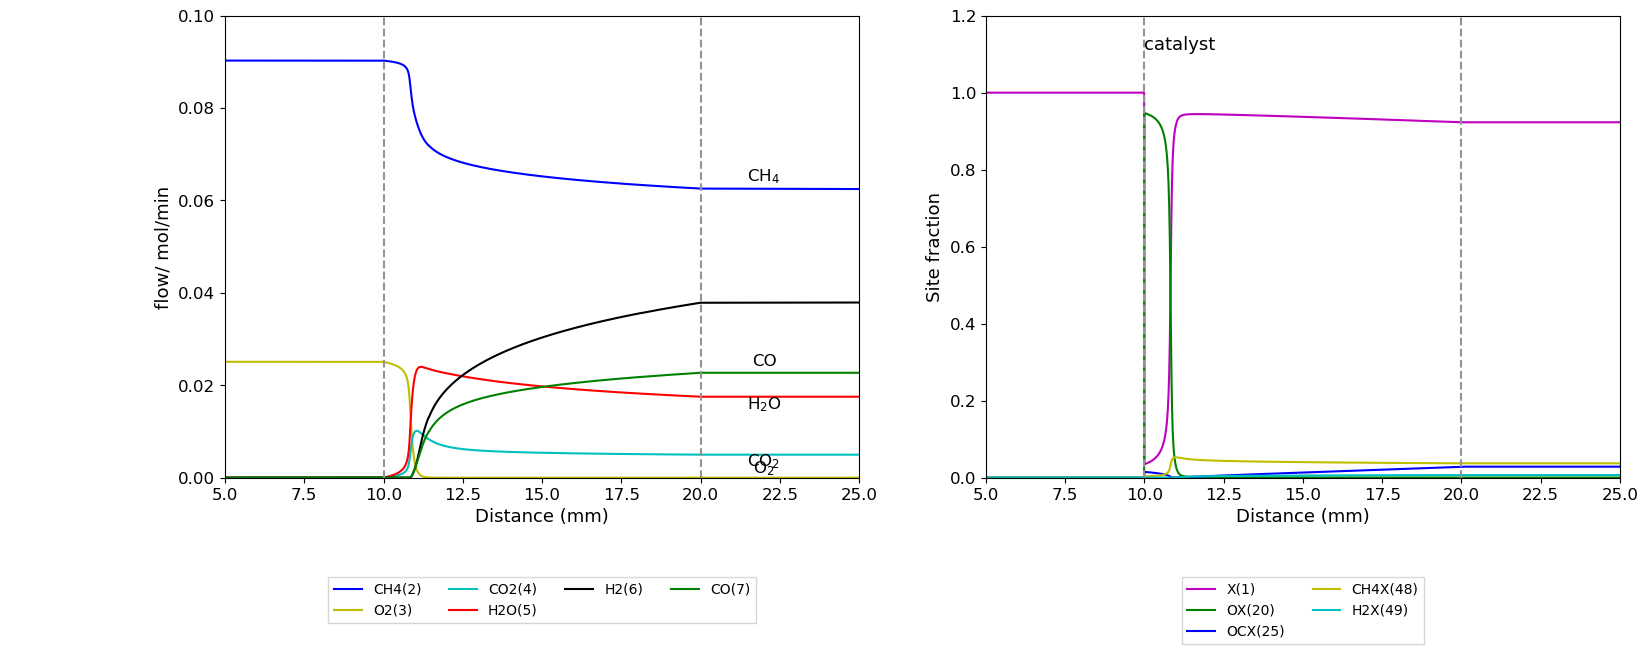 0.10
0.08
0.06
0.04
0.02
0.00
flow/ mol/min
CH₄
CO
H₂O
CO₂
O₂
5.0 7.5 10.0 12.5 15.0 17.5 20.0 22.5 25.0
Distance (mm)
CH4(2) CO2(4) H2(6) CO(7)
O2(3) H2O(5)
1.2
1.0
0.8
0.6
0.4
0.2
0.0
Site fraction
catalyst
5.0 7.5 10.0 12.5 15.0 17.5 20.0 22.5 25.0
Distance (mm)
X(1) CH4X(48)
OX(20) H2X(49)
OCX(25)